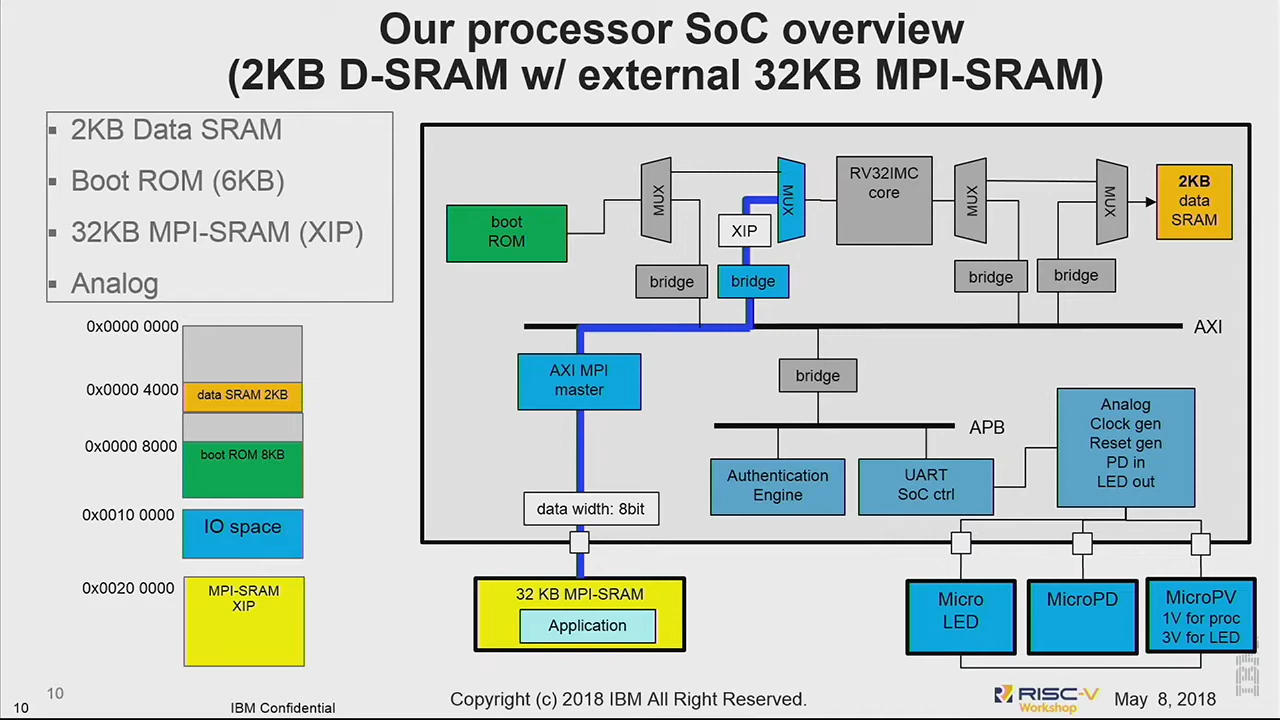 Our processor SoC overview
(2KB D-SRAM w/ external 32KB MPI-SRAM)
▪ 2KB Data SRAM
▪ Boot ROM (6KB)
▪ 32KB MPI-SRAM (XIP)
▪ Analog
0x0000 0000
0x0000 4000
data SRAM 2KB
0x0000 8000
boot ROM 8KB
0x0010 0000
IO space
0x0020 0000
MPI-SRAM
XIP
boot
ROM
MUX
MUX
RV32IMC
core
MUX
MUX
2KB
data
SRAM
XIP
bridge
bridge
bridge
bridge
AXI
AXI MPI
master
bridge
APB
Authentication
Engine
UART
SoC ctrl
Analog
Clock gen
Reset gen
PD in
LED out
data width: 8bit
32 KB MPI-SRAM
Application
Micro
LED
MicroPD
MicroPV
1V for proc
3V for LED
10
10
IBM Confidential
Copyright (c) 2018 IBM All Right Reserved.
RISC-V
Workshop
May 8, 2018